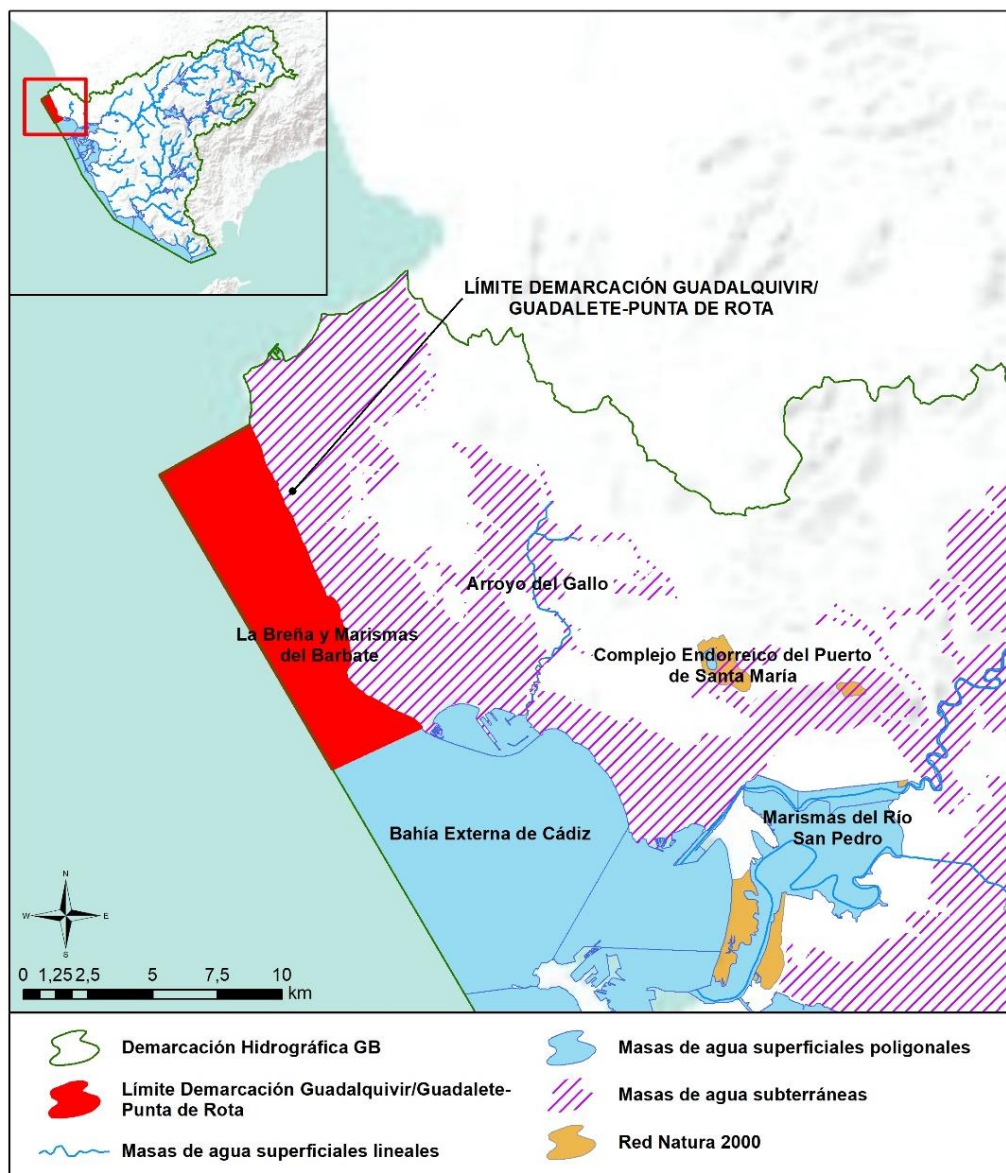 LÍMITE DEMARCACIÓN GUADALQUIVIR/
GUADALETE-PUNTA DE ROTA
Arroyo del Gallo
La Breña y Marismas
del Barbate
Complejo Endorreico del Puerto
de Santa María
Bahía Externa de Cádiz
Marismas del Río
San Pedro
N
W E
S
0 1,25 2,5 5 7,5 10
km
Demarcación Hidrográfica GB
Límite Demarcación Guadalquivir/Guadalete-
Punta de Rota
Masas de agua superficiales lineales
Masas de agua superficiales poligonales
Masas de agua subterráneas
Red Natura 2000